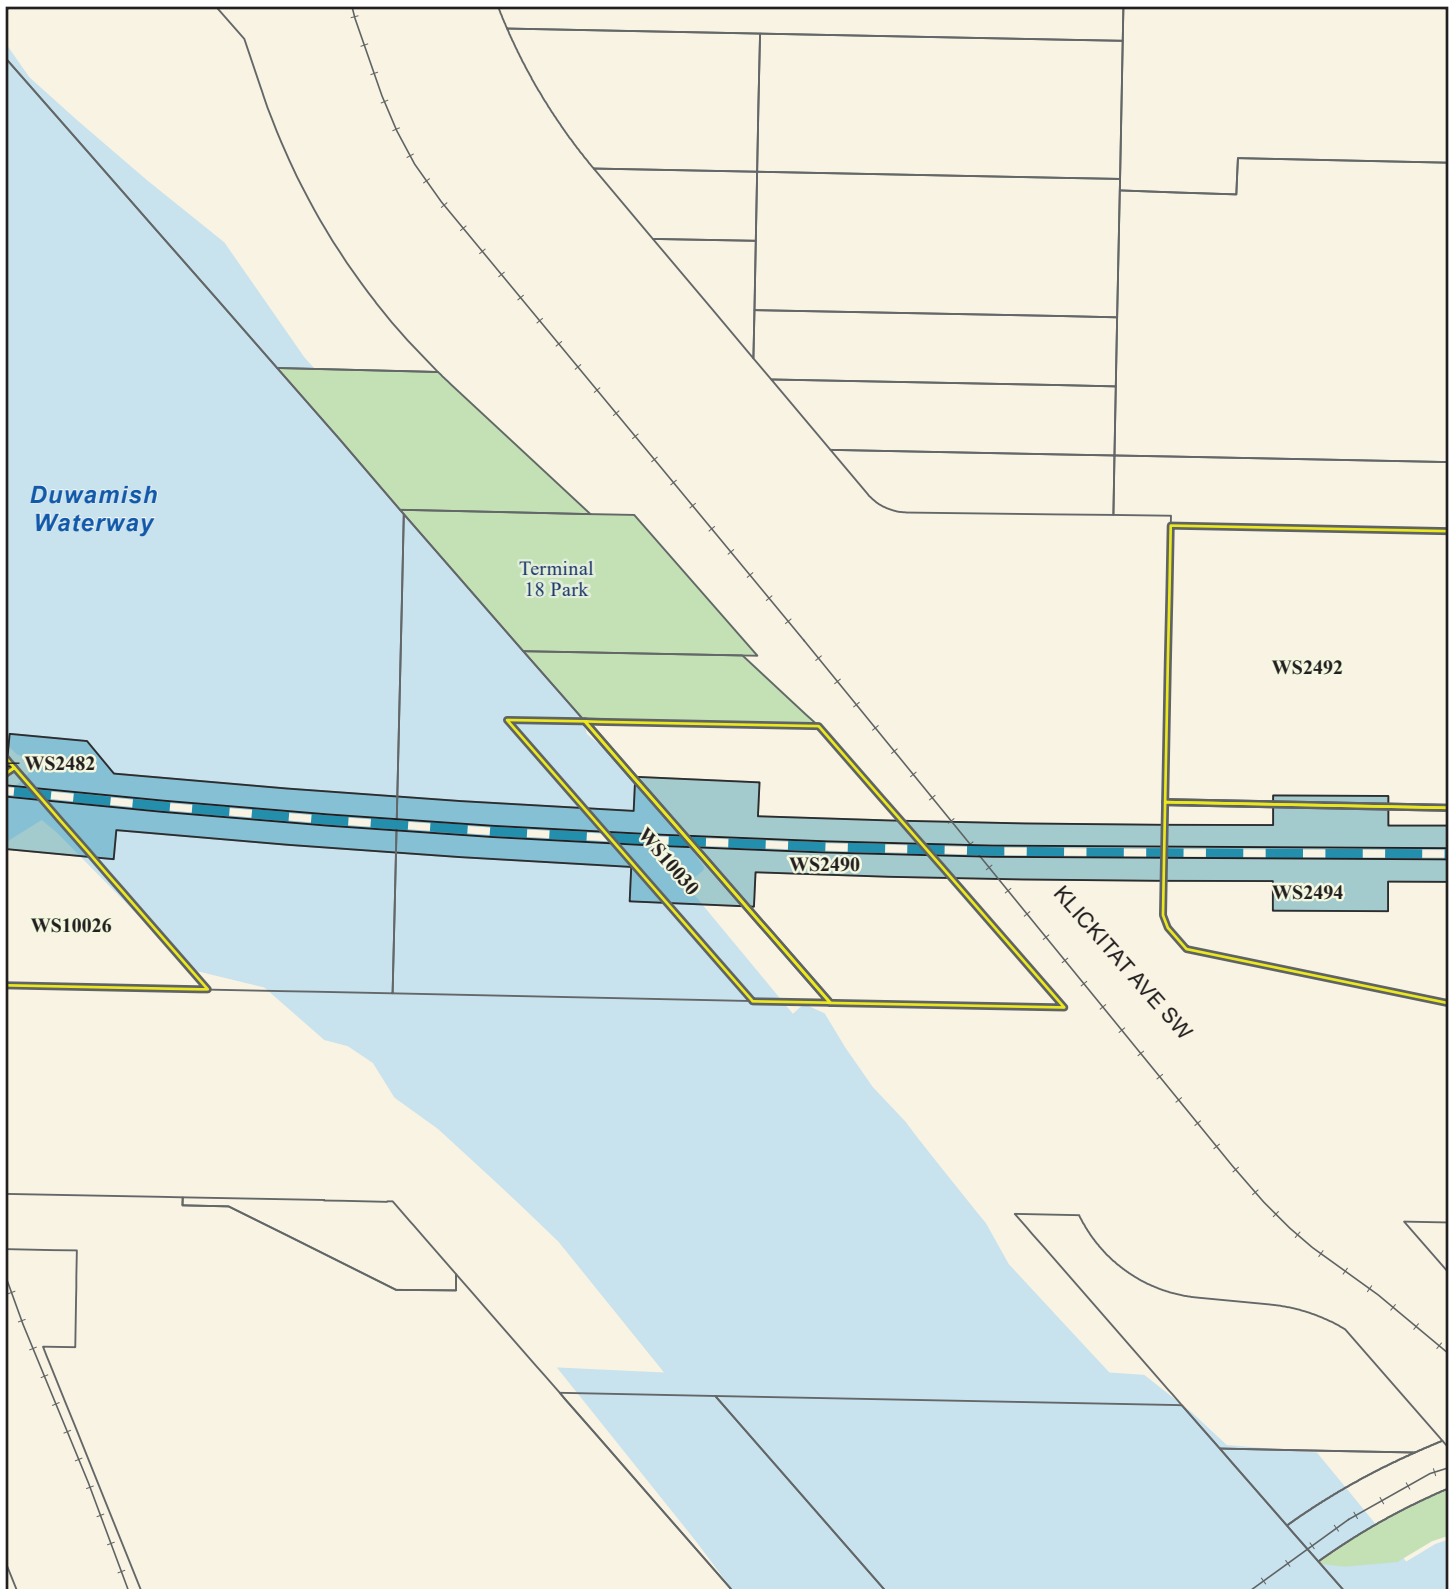 Duwamish
Waterway
Terminal
18 Park
WS2492
WS2482
WS10030
WS2490
WS2494
KLICKITAT AVE SW
WS10026